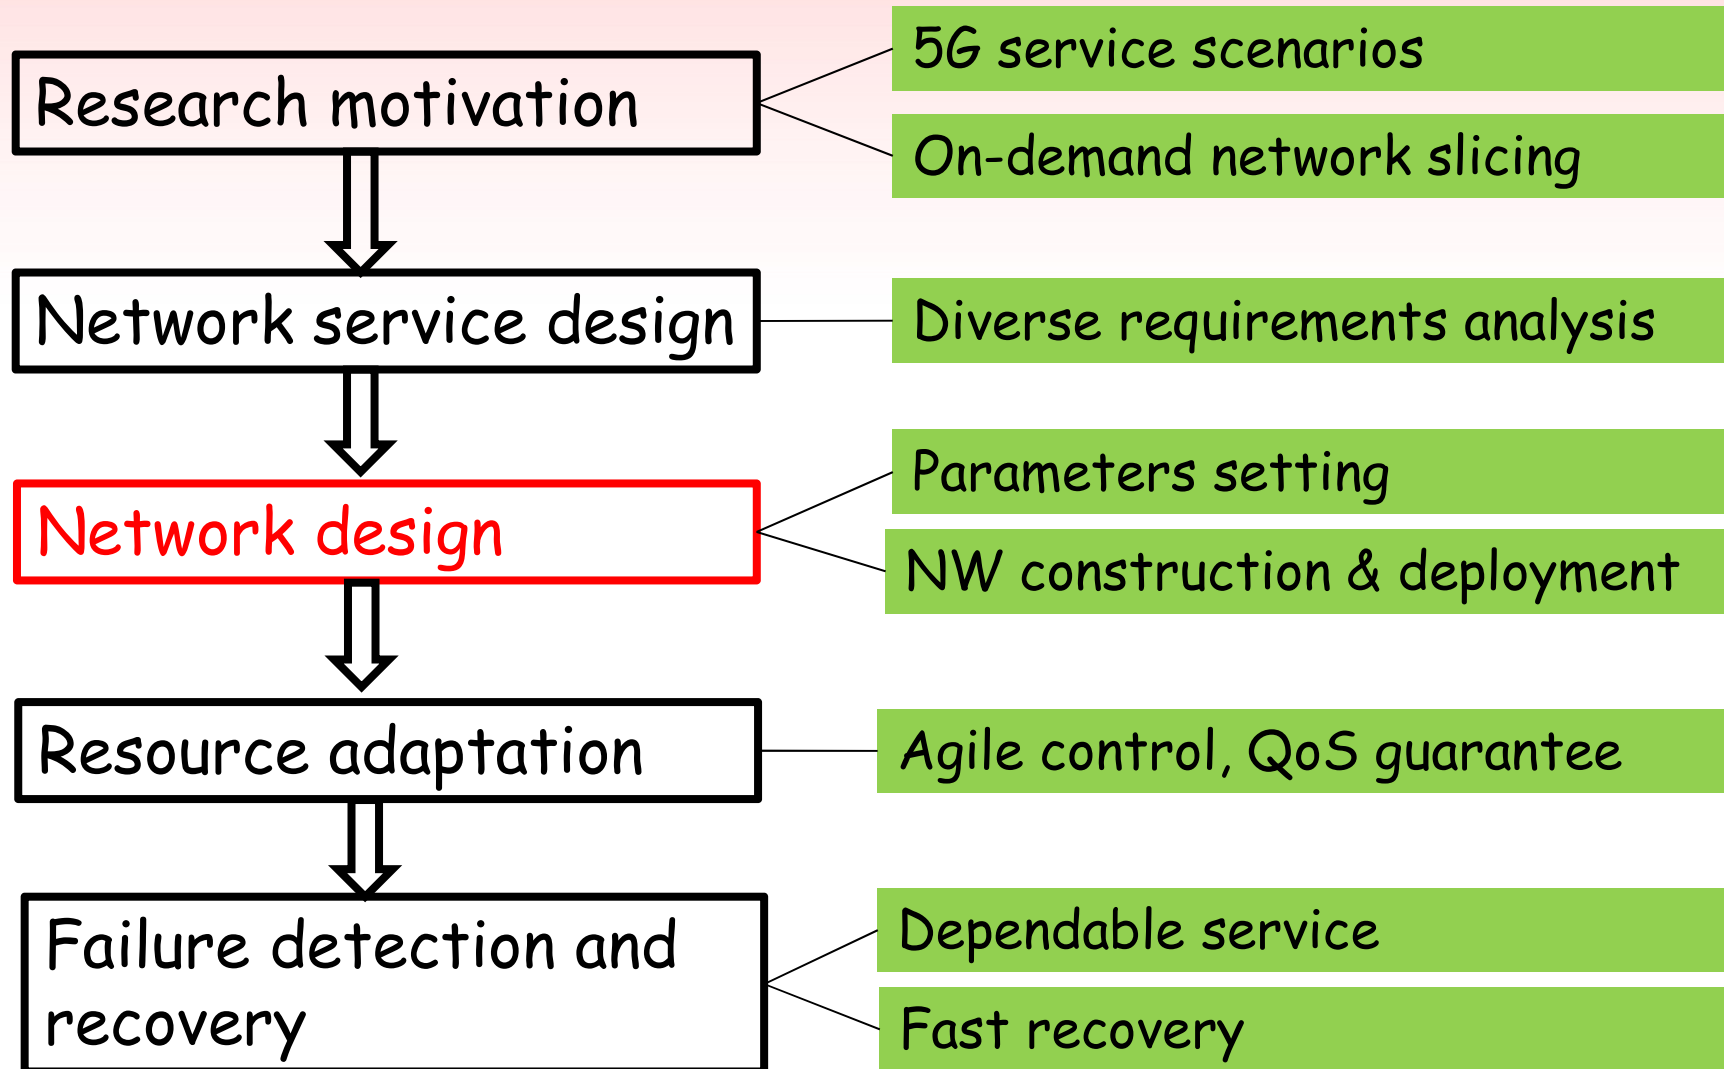 Research motivation
5G service scenarios
On-demand network slicing
Network service design
Diverse requirements analysis
Network design
Parameters setting
NW construction & deployment
Resource adaptation
Agile control, QoS guarantee
Failure detection and
recovery
Dependable service
Fast recovery